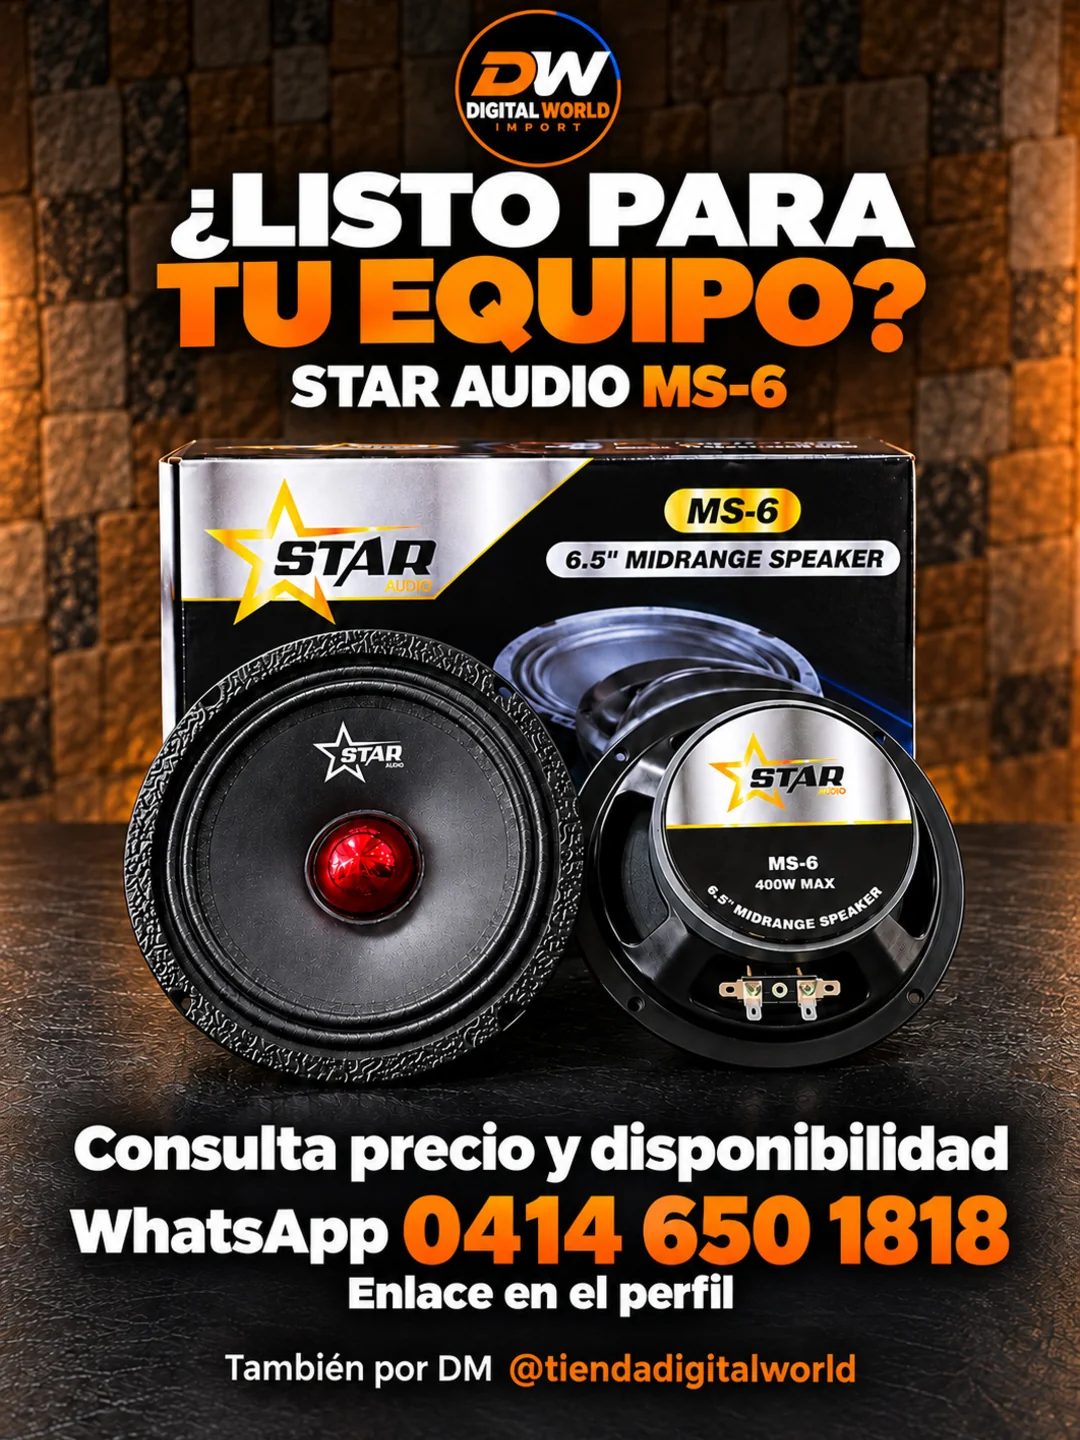 DW
DIGITAL WORLD
IMPORT
¿LISTO PARA
TU EQUIPO?
STAR AUDIO MS-6
STAR
AUDIO
MS-6
6.5" MIDRANGE SPEAKER
STAR
AUDIO
STAR
AUDIO
MS-6
400W MAX
6.5" MIDRANGE SPEAKER
Consulta precio y disponibilidad
WhatsApp 0414 650 1818
Enlace en el perfil
También por DM @tiendadigitalworld